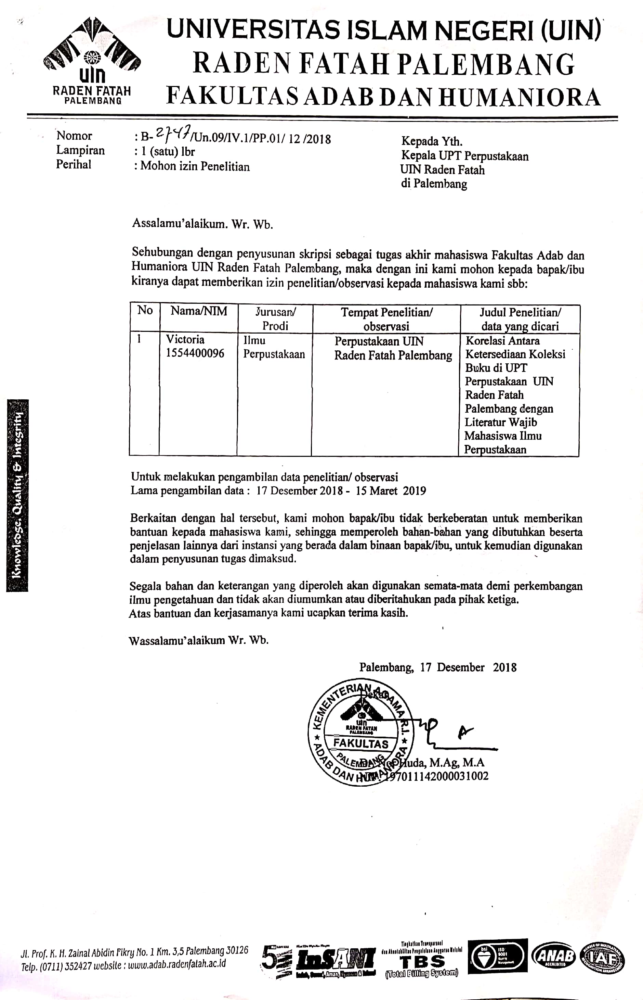 UNIVERSITAS ISLAM NEGERI (UIN)
RADEN FATAH PALEMBANG
FAKULTAS ADAB DAN HUMANIORA
uin
RADEN FATAH
PALEMBANG
Nomor : B-2747/Un.09/IV.1/PP.01/ 12 /2018
Lampiran : 1 (satu) lbr
Perihal : Mohon izin Penelitian
Kepada Yth.
Kepala UPT Perpustakaan
UIN Raden Fatah
di Palembang
Assalamu'alaikum. Wr. Wb.
Sehubungan dengan penyusunan skripsi sebagai tugas akhir mahasiswa Fakultas Adab dan
Humaniora UIN Raden Fatah Palembang, maka dengan ini kami mohon kepada bapak/ibu
kiranya dapat memberikan izin penelitian/observasi kepada mahasiswa kami sbb:
No
Nama/NIM
Jurusan/
Prodi
Tempat Penelitian/
observasi
Judul Penelitian/
data yang dicari
1
Victoria
1554400096
Ilmu
Perpustakaan
Perpustakaan UIN
Raden Fatah Palembang
Korelasi Antara
Ketersediaan Koleksi
Buku di UPT
Perpustakaan UIN
Raden Fatah
Palembang dengan
Literatur Wajib
Mahasiswa Ilmu
Perpustakaan
Untuk melakukan pengambilan data penelitian/ observasi
Lama pengambilan data : 17 Desember 2018 - 15 Maret 2019
Berkaitan dengan hal tersebut, kami mohon bapak/ibu tidak berkeberatan untuk memberikan
bantuan kepada mahasiswa kami, sehingga memperoleh bahan-bahan yang dibutuhkan beserta
penjelasan lainnya dari instansi yang berada dalam binaan bapak/ibu, untuk kemudian digunakan
dalam penyusunan tugas dimaksud.
Segala bahan dan keterangan yang diperoleh akan digunakan semata-mata demi perkembangan
ilmu pengetahuan dan tidak akan diumumkan atau diberitahukan pada pihak ketiga.
Atas bantuan dan kerjasamanya kami ucapkan terima kasih.
Wassalamu'alaikum Wr. Wb.
Palembang, 17 Desember 2018
Dekan
KEMENTERIAN AGAMA R.I.
uin
RADEN FATAH
PALEMBANG
FAKULTAS
PALEMBANG
ADAB DAN HUMANIORA
Huda, M.Ag, M.A
197011142000031002
Knowledge, Quality & Integrity
Jl. Prof. K. H. Zainal Abidin Fikry No. 1 Km. 3,5 Palembang 30126
Telp. (0711) 352427 website : www.adab.radenfatah.ac.id
5
InSANI
Aman,
Tingkatkan Transparansi
dan Akuntabilitas Pengelolaan Anggaran Melalui
TBS
(Total Billing System)
bsi
ISO
9001
ANAB
ACCREDITED
IAF